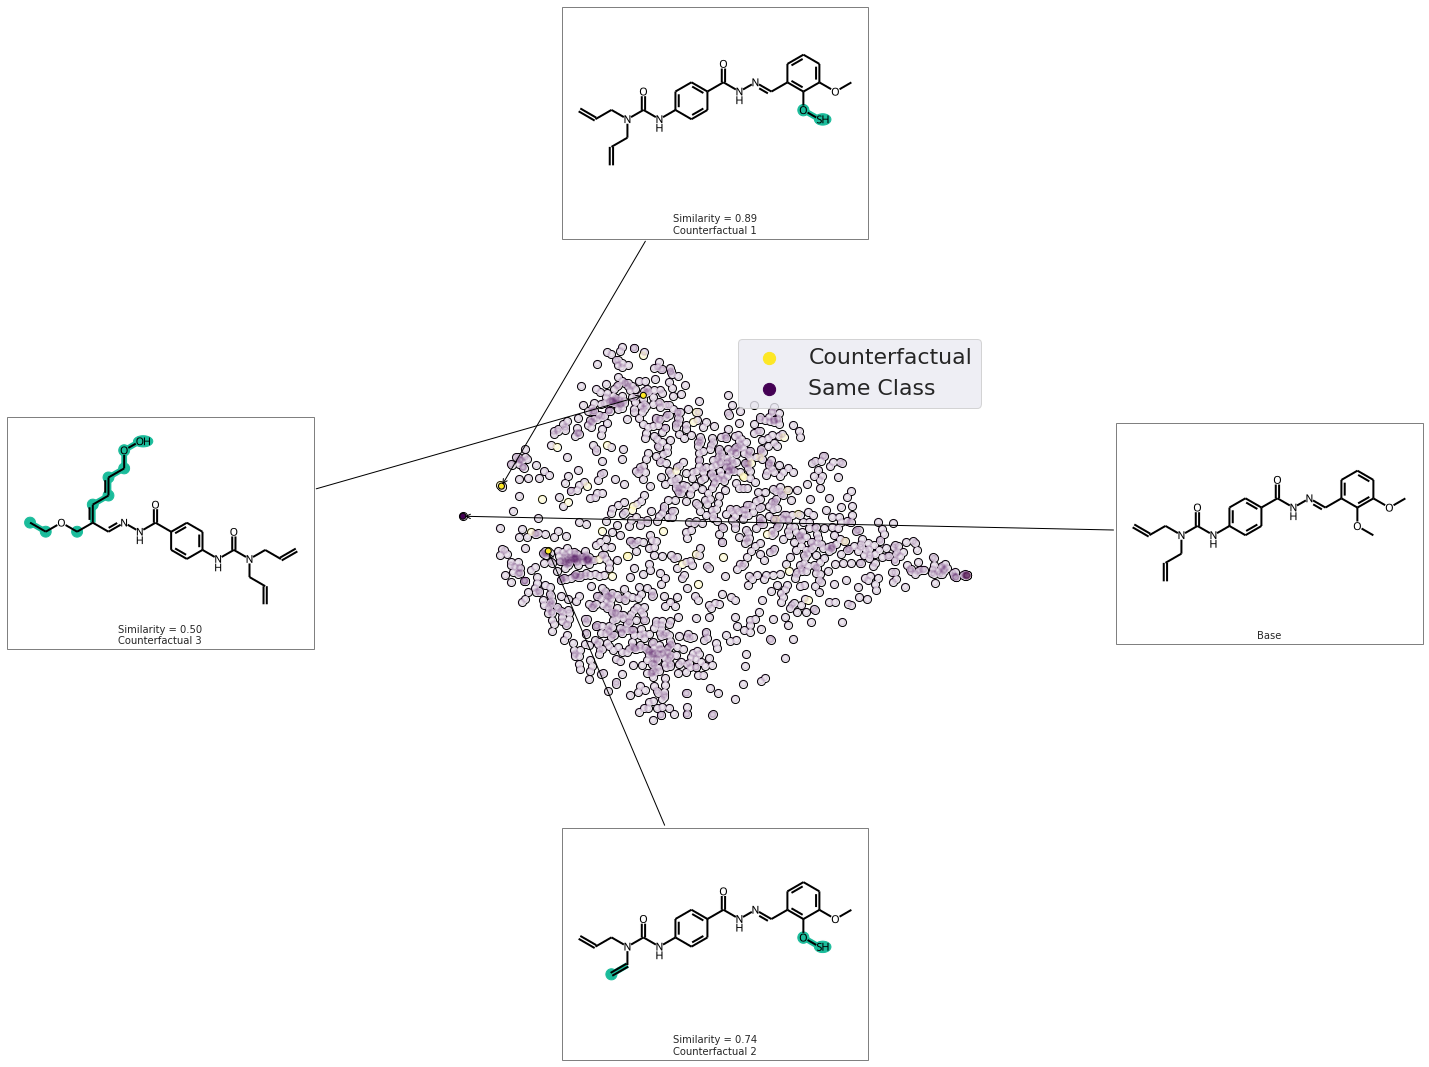 O
O
N
N
H
N
N
H
O
O
SH
Similarity = 0.89
Counterfactual 1
Counterfactual
Same Class
OH
O
O
N
N
H
O
O
N
H
N
Similarity = 0.50
Counterfactual 3
O
O
N
N
H
N
N
H
O
O
Base
O
O
N
N
H
N
N
H
O
O
SH
Similarity = 0.74
Counterfactual 2